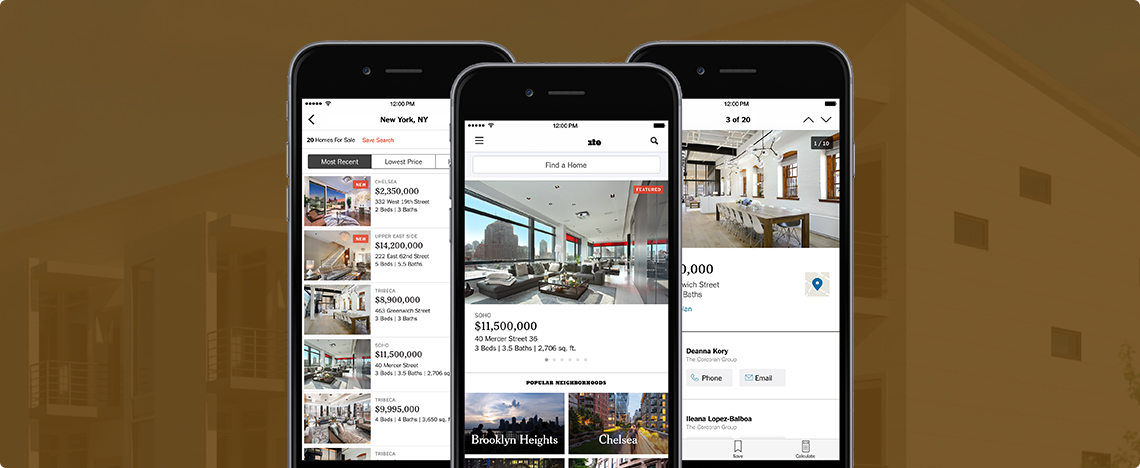 12:00 PM
New York, NY
20 Homes For Sale Save Search
Most Recent
Lowest Price
NEW
CHELSEA
$2,350,000
332 West 19th Street
2 Beds | 3 Baths
NEW
UPPER EAST SIDE
$14,200,000
222 East 62nd Street
5 Beds | 5.5 Baths
TRIBECA
$8,900,000
463 Greenwich Street
3 Beds | 3 Baths
SOHO
$11,500,000
40 Mercer Street
3 Beds | 3.5 Baths | 2,706 sq
TRIBECA
$9,995,000
4 Beds | 4 Baths | 3,650 sq. f
TRIBECA
12:00 PM
Find a Home
FEATURED
SOHO
$11,500,000
40 Mercer Street 36
3 Beds | 3.5 Baths | 2,706 sq. ft.
POPULAR NEIGHBORHOODS
Brooklyn Heights
Chelsea
12:00 PM
3 of 20
1 / 10
0,000
wich Street
Baths
Deanna Kory
The Corcoran Group
Phone
Email
Ileana Lopez-Balboa
The Corcoran Group
Save
Calculate